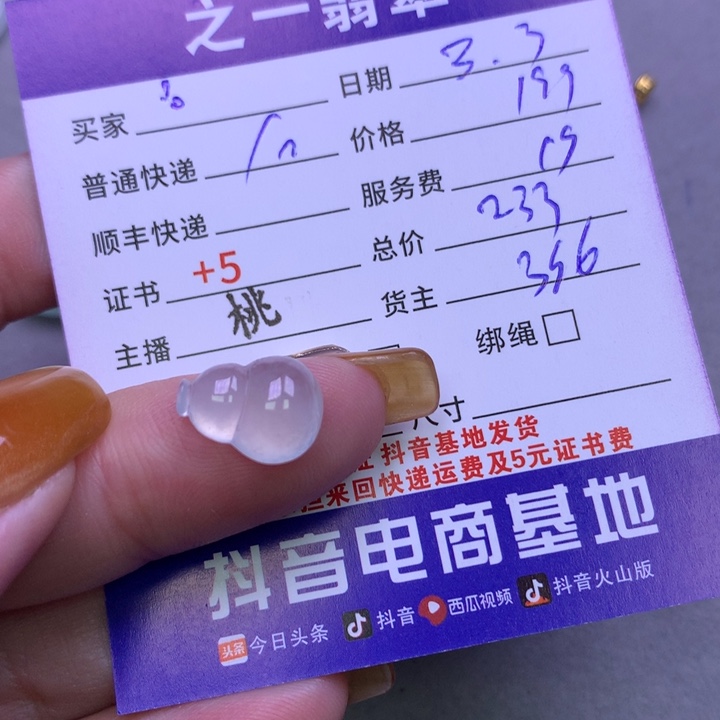 之一翡翠
买家 日期 3.3
普通快递 价格 199
顺丰快递 服务费 19
证书 +5 总价 233
主播 桃 货主 356
绑绳
尺寸
抖音基地发货
来回快递运费及5元证书费
抖音电商基地
头条 今日头条 抖音 西瓜视频 抖音火山版